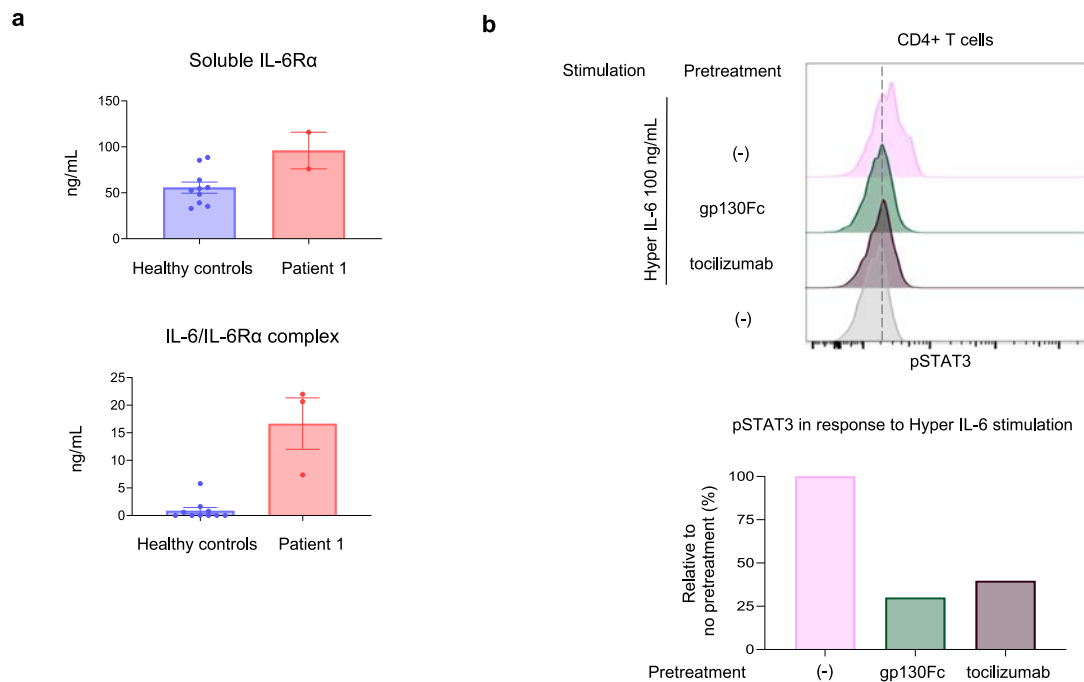 a
Soluble IL-6Rα
ng/mL
150
100
50
0
Healthy controls Patient 1
IL-6/IL-6Rα complex
ng/mL
25
20
15
10
5
0
Healthy controls Patient 1
b
CD4+ T cells
Stimulation Pretreatment
Hyper IL-6 100 ng/mL
(-)
gp130Fc
tocilizumab
(-)
pSTAT3
pSTAT3 in response to Hyper IL-6 stimulation
Relative to
no pretreatment (%)
100
75
50
25
0
Pretreatment (-) gp130Fc tocilizumab